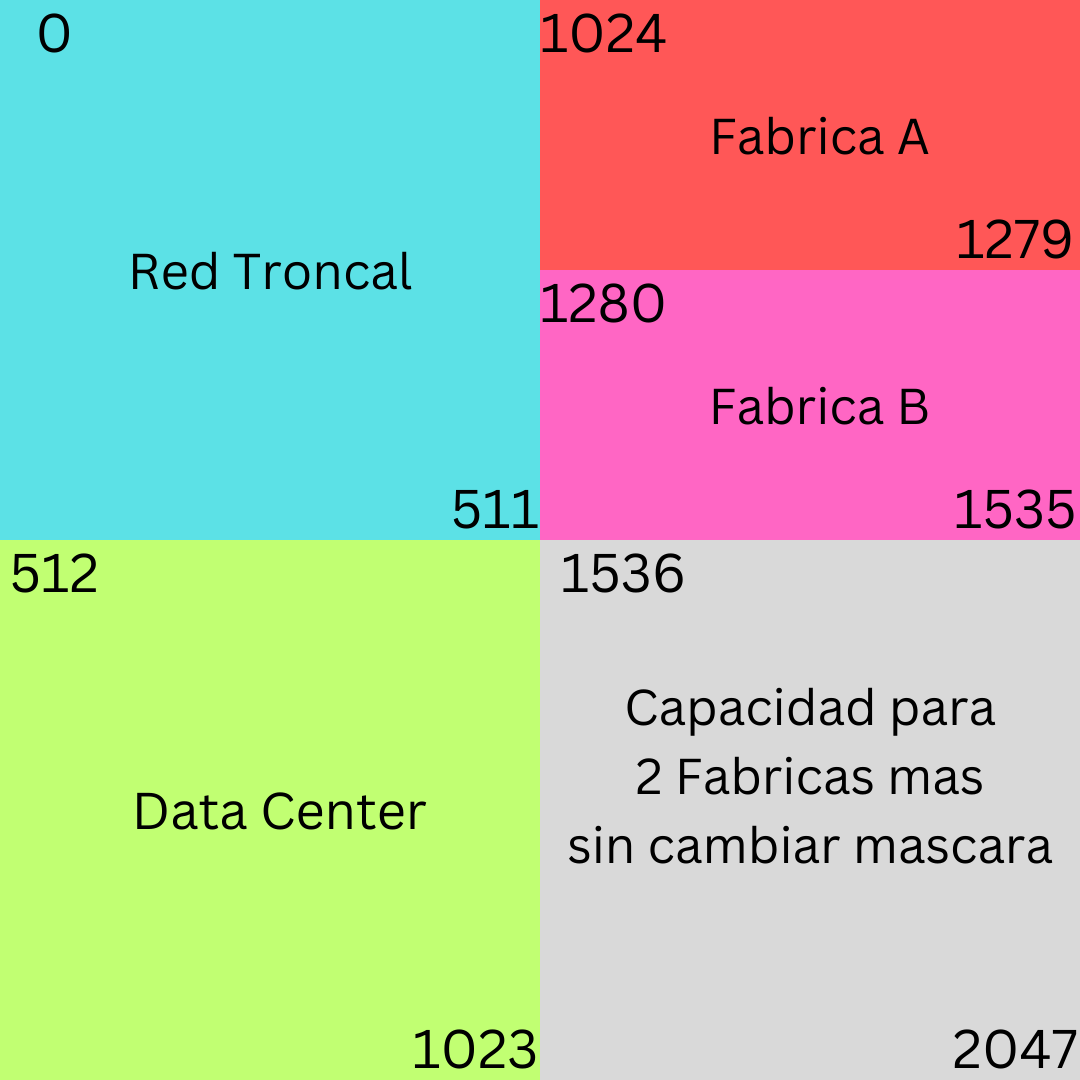 0
Red Troncal
511
1024
Fabrica A
1279
1280
Fabrica B
1535
512
Data Center
1023
1536
Capacidad para
2 Fabricas mas
sin cambiar mascara
2047